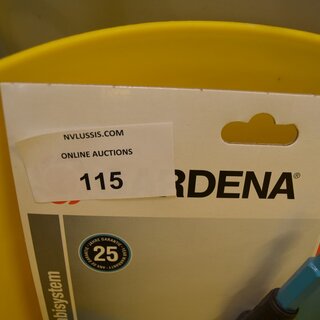 NVLUSSIS.COM
ONLINE AUCTIONS
115
RDENA®
25
bisystem